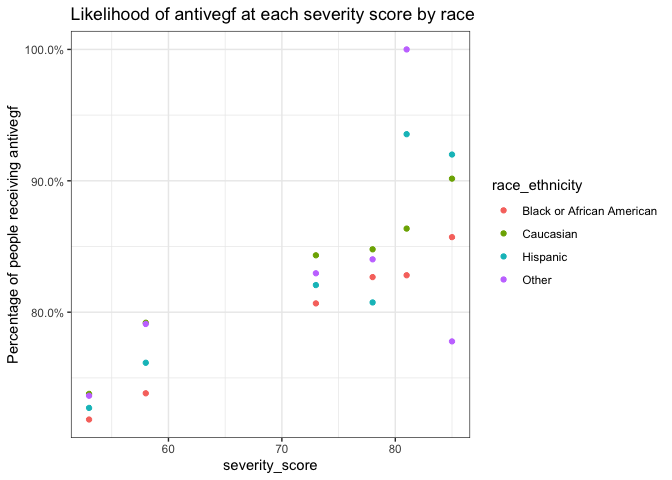 Likelihood of antivegf at each severity score by race
Percentage of people receiving antivegf
100.0%
90.0%
80.0%
60
70
80
severity_score
race_ethnicity
Black or African American
Caucasian
Hispanic
Other